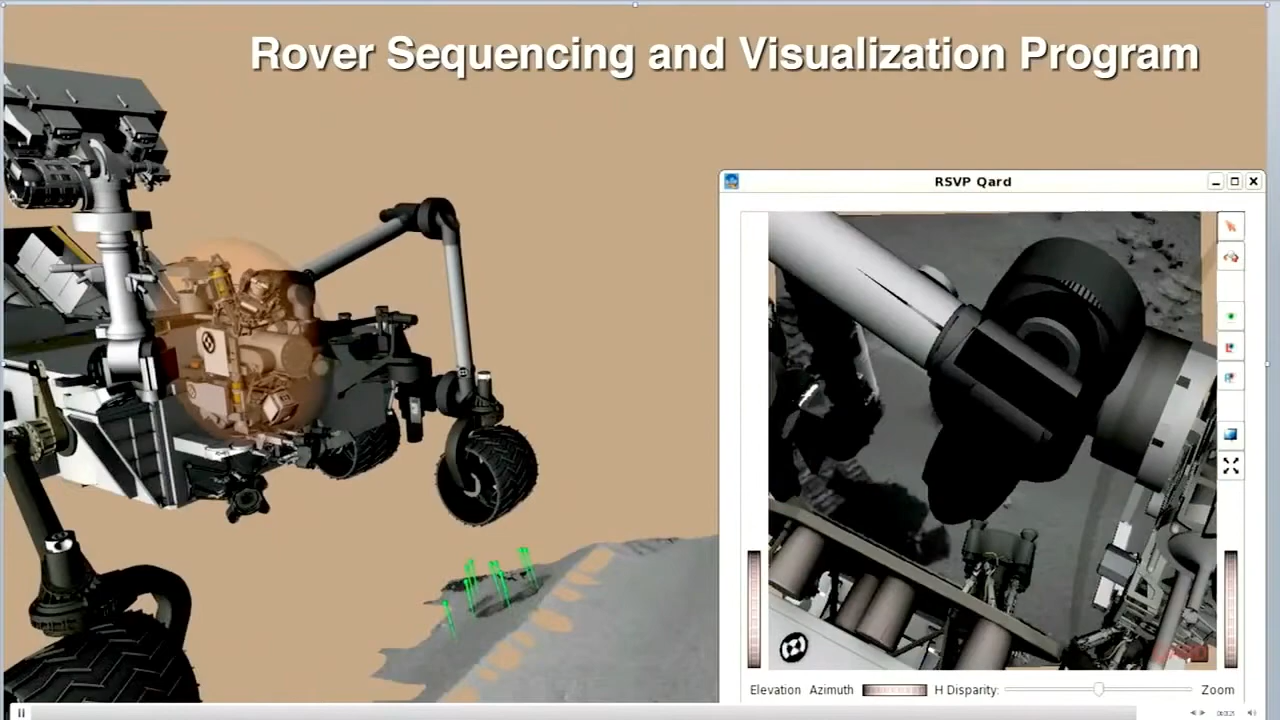 Rover Sequencing and Visualization Program
RSVP Qard
Elevation Azimuth H Disparity: Zoom